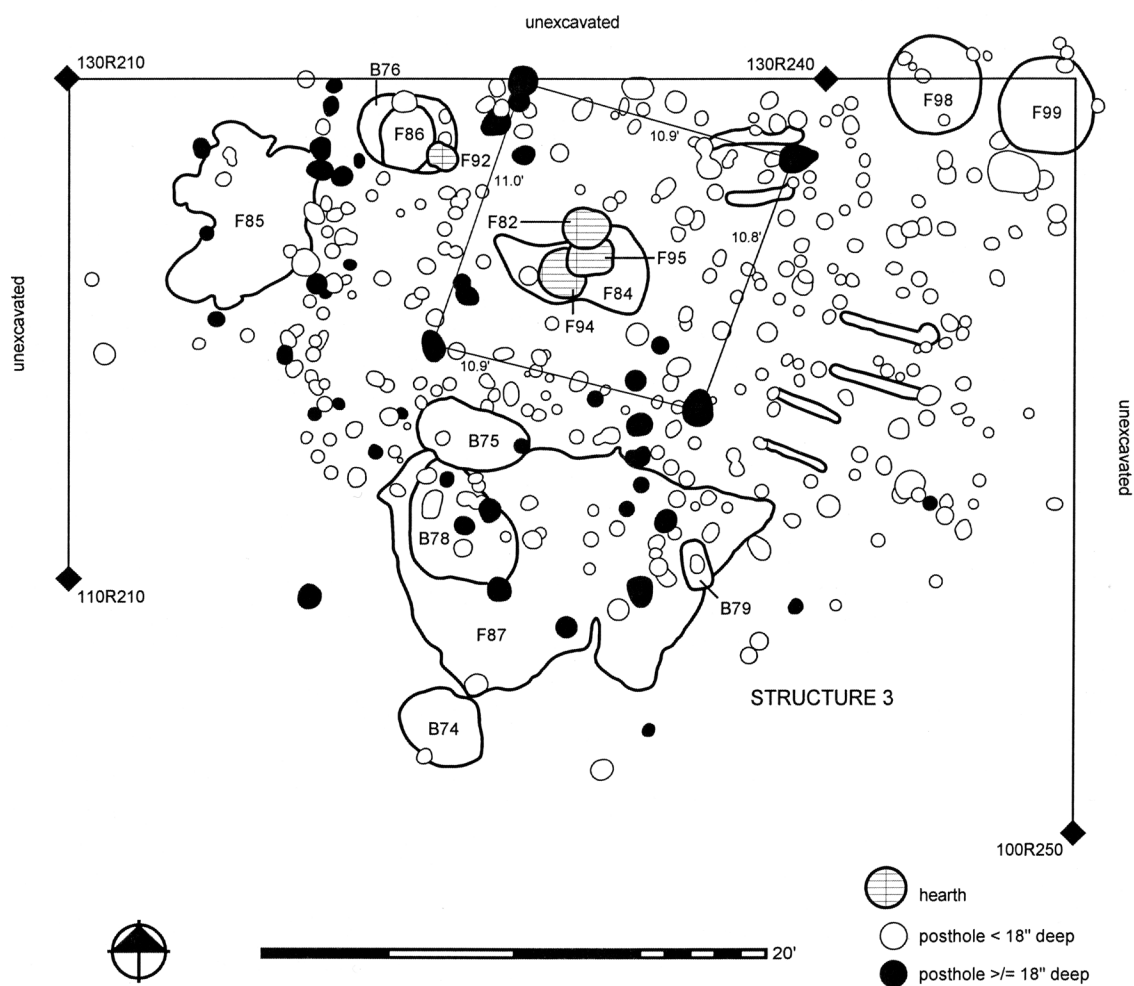 unexcavated
130R210
B76
130R240
F98
F99
F86
F92
10.9'
11.0'
F85
F82
10.8'
F95
F84
F94
unexcavated
10.9'
B75
unexcavated
B78
110R210
B79
F87
STRUCTURE 3
B74
100R250
hearth
posthole < 18" deep
20'
posthole >/= 18" deep